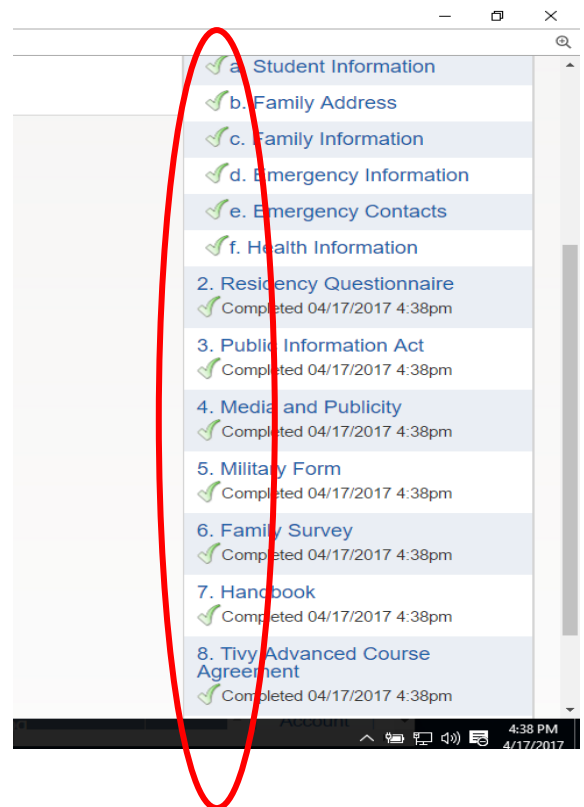 a. Student Information
b. Family Address
c. Family Information
d. Emergency Information
e. Emergency Contacts
f. Health Information
2. Residency Questionnaire
Completed 04/17/2017 4:38pm
3. Public Information Act
Completed 04/17/2017 4:38pm
4. Media and Publicity
Completed 04/17/2017 4:38pm
5. Military Form
Completed 04/17/2017 4:38pm
6. Family Survey
Completed 04/17/2017 4:38pm
7. Handbook
Completed 04/17/2017 4:38pm
8. Tivy Advanced Course
Agreement
Completed 04/17/2017 4:38pm
Account
4:38 PM
4/17/2017